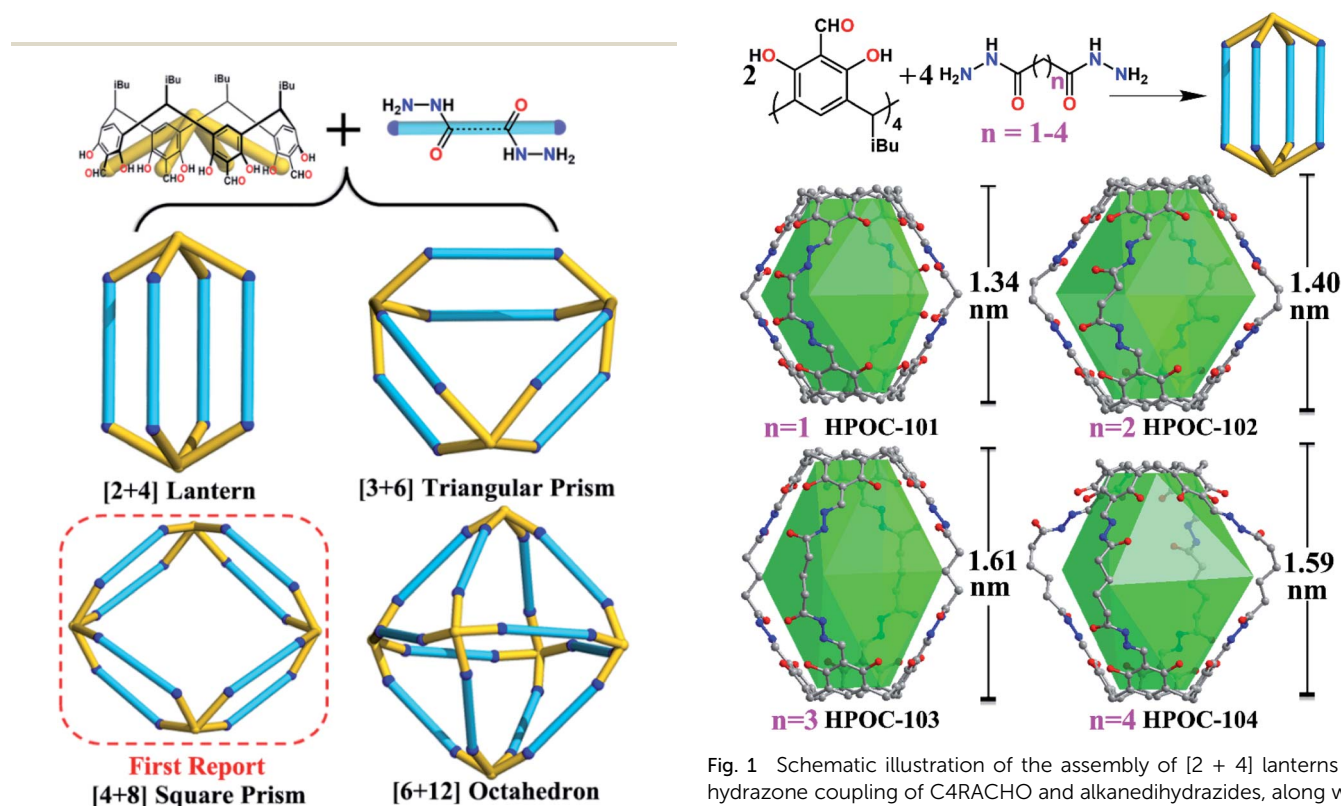 iBu iBu iBu iBu
H₂N—NH
O
O
HN—NH₂
HO HO HO HO OH OH OH OH
CHO CHO CHO CHO
+
[2+4] Lantern
[3+6] Triangular Prism
First Report
[4+8] Square Prism
[6+12] Octahedron
CHO
HO OH
2
4
iBu
+4
H₂N N H n O O H N NH₂
n = 1-4
1.34 nm
n=1 HPOC-101
1.40 nm
n=2 HPOC-102
1.61 nm
n=3 HPOC-103
1.59 nm
n=4 HPOC-104
Fig. 1 Schematic illustration of the assembly of [2 + 4] lanterns
hydrazone coupling of C4RACHO and alkanedihydrazides, along